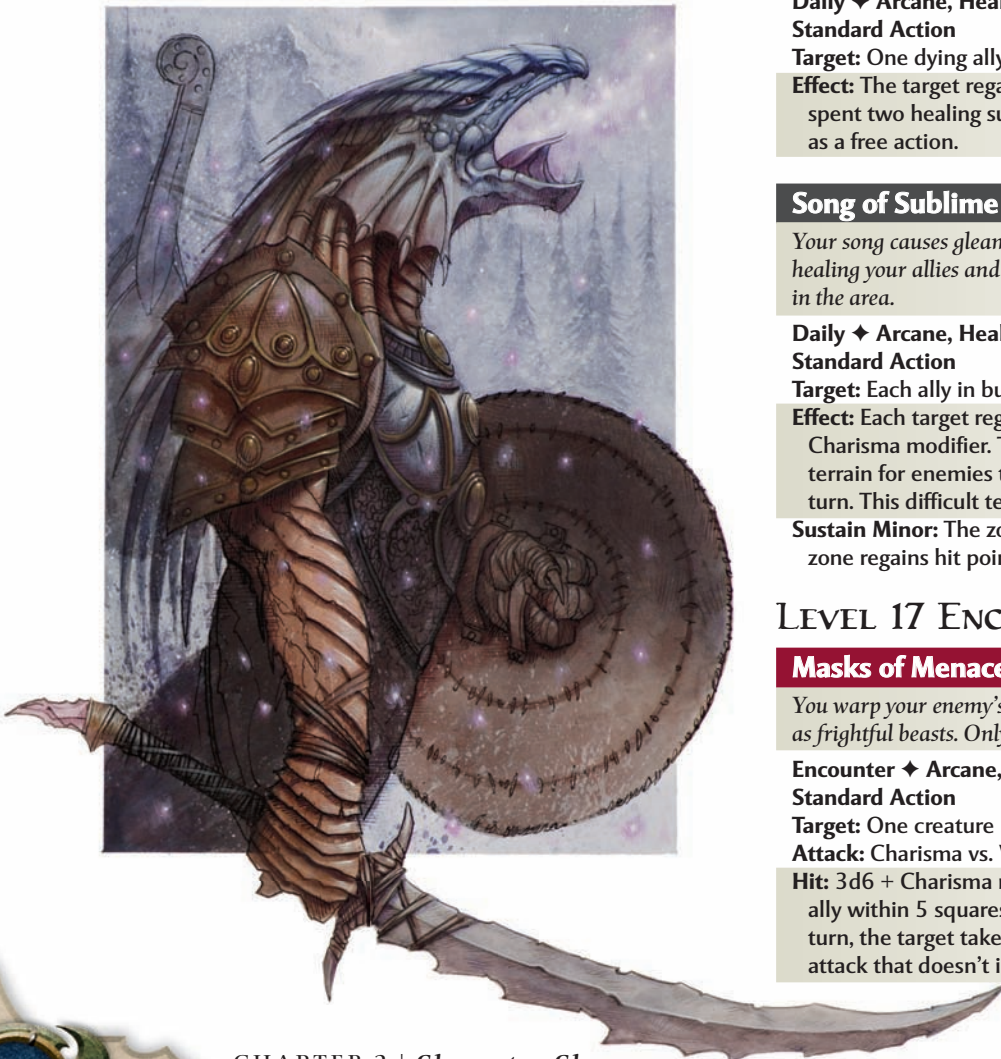 Daily ✦ Arcane, Heal
Standard Action
Target: One dying ally
Effect: The target rega
spent two healing su
as a free action.
Song of Sublime
Your song causes glean
healing your allies and
in the area.
Daily ✦ Arcane, Heal
Standard Action
Target: Each ally in bu
Effect: Each target reg
Charisma modifier. T
terrain for enemies t
turn. This difficult te
Sustain Minor: The zo
zone regains hit poin
LEVEL 17 ENC
Masks of Menace
You warp your enemy's
as frightful beasts. Only
Encounter ✦ Arcane,
Standard Action
Target: One creature
Attack: Charisma vs. W
Hit: 3d6 + Charisma m
ally within 5 squares
turn, the target take
attack that doesn't i
CHAPTER 2 | Character Cl